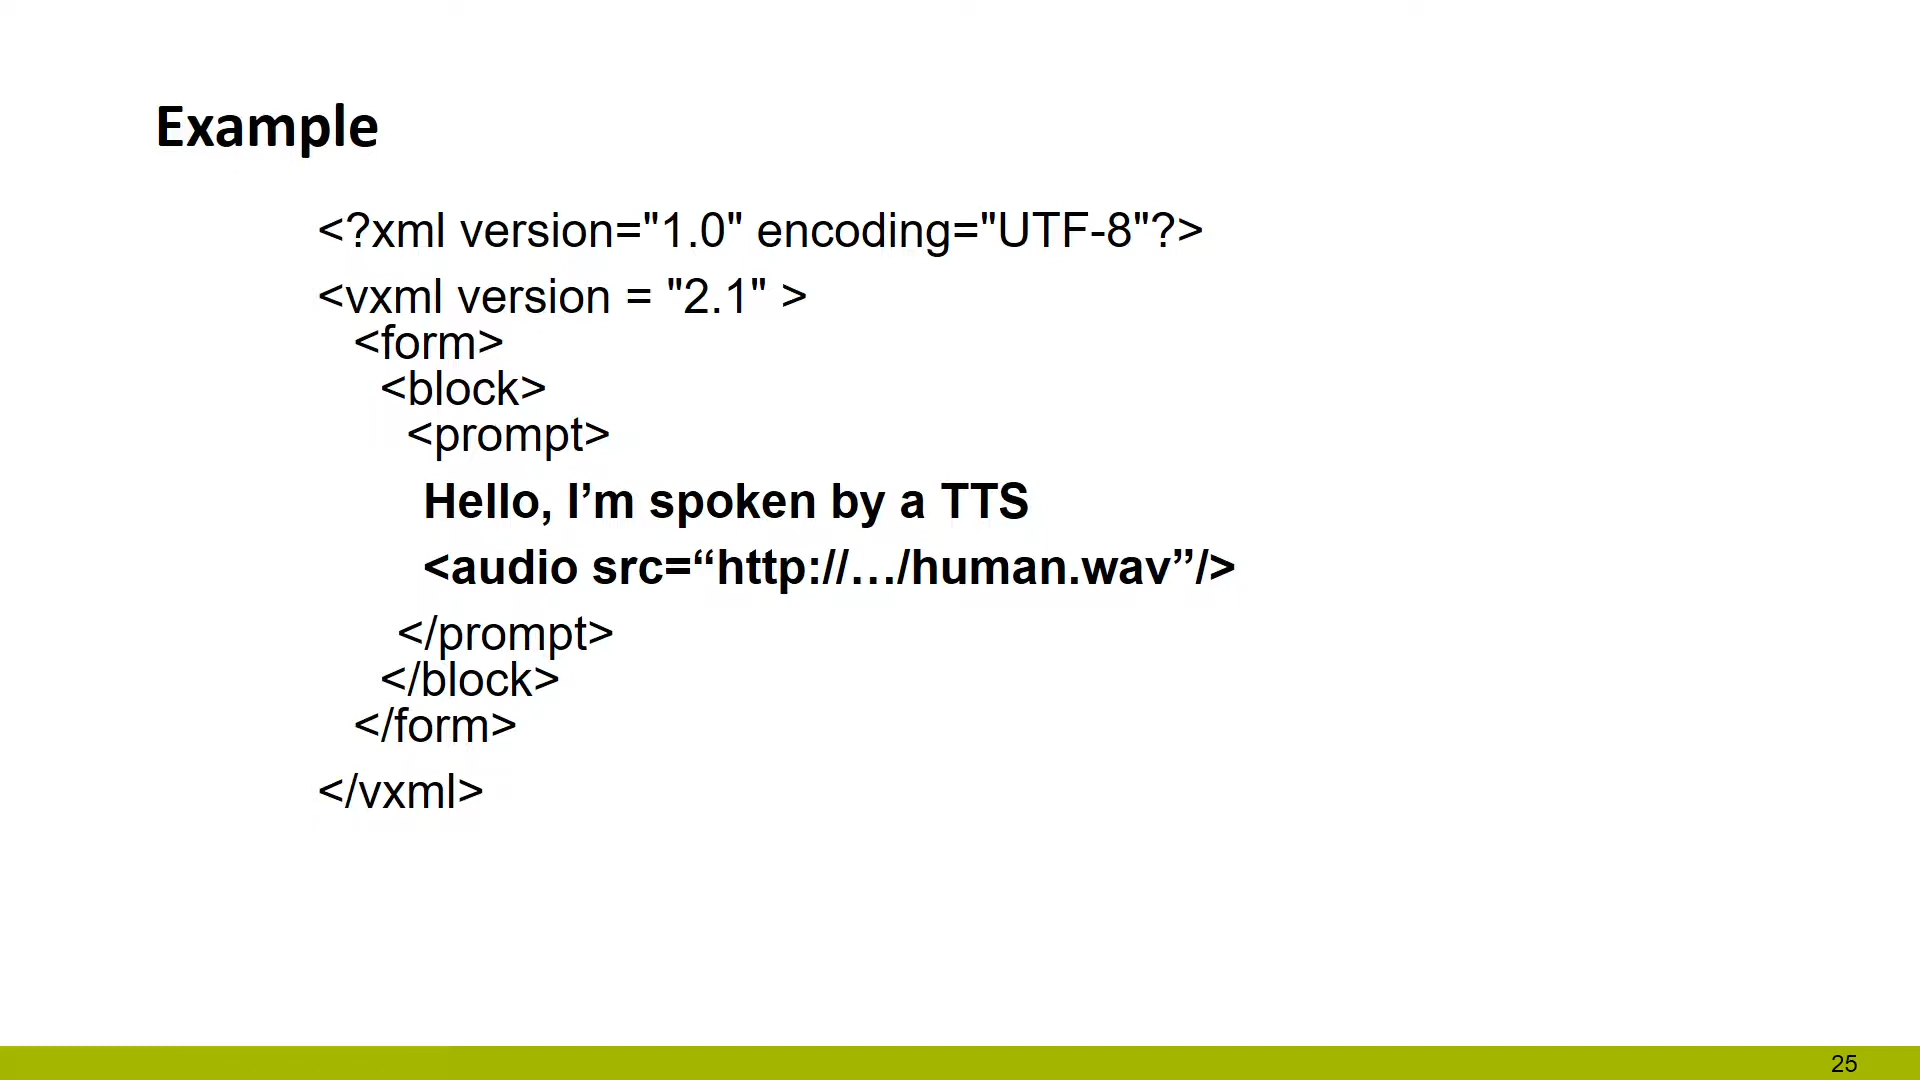 Example
<?xml version="1.0" encoding="UTF-8"?>
<vxml version = "2.1" >
<form>
<block>
<prompt>
Hello, I’m spoken by a TTS
<audio src=“http://…/human.wav”/>
</prompt>
</block>
</form>
</vxml>
25